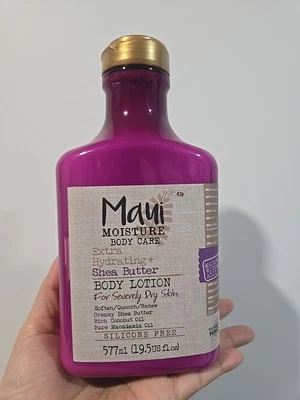 Maui
MOISTURE
BODY CARE
Extra
Hydrating +
Shea Butter
BODY LOTION
For Severely Dry Skin
Soften/Quench/Renew
Creamy Shea Butter
Rich Coconut Oil
Pure Macadamia Oil
SILICONE FREE
577ml (19.5US fl oz)